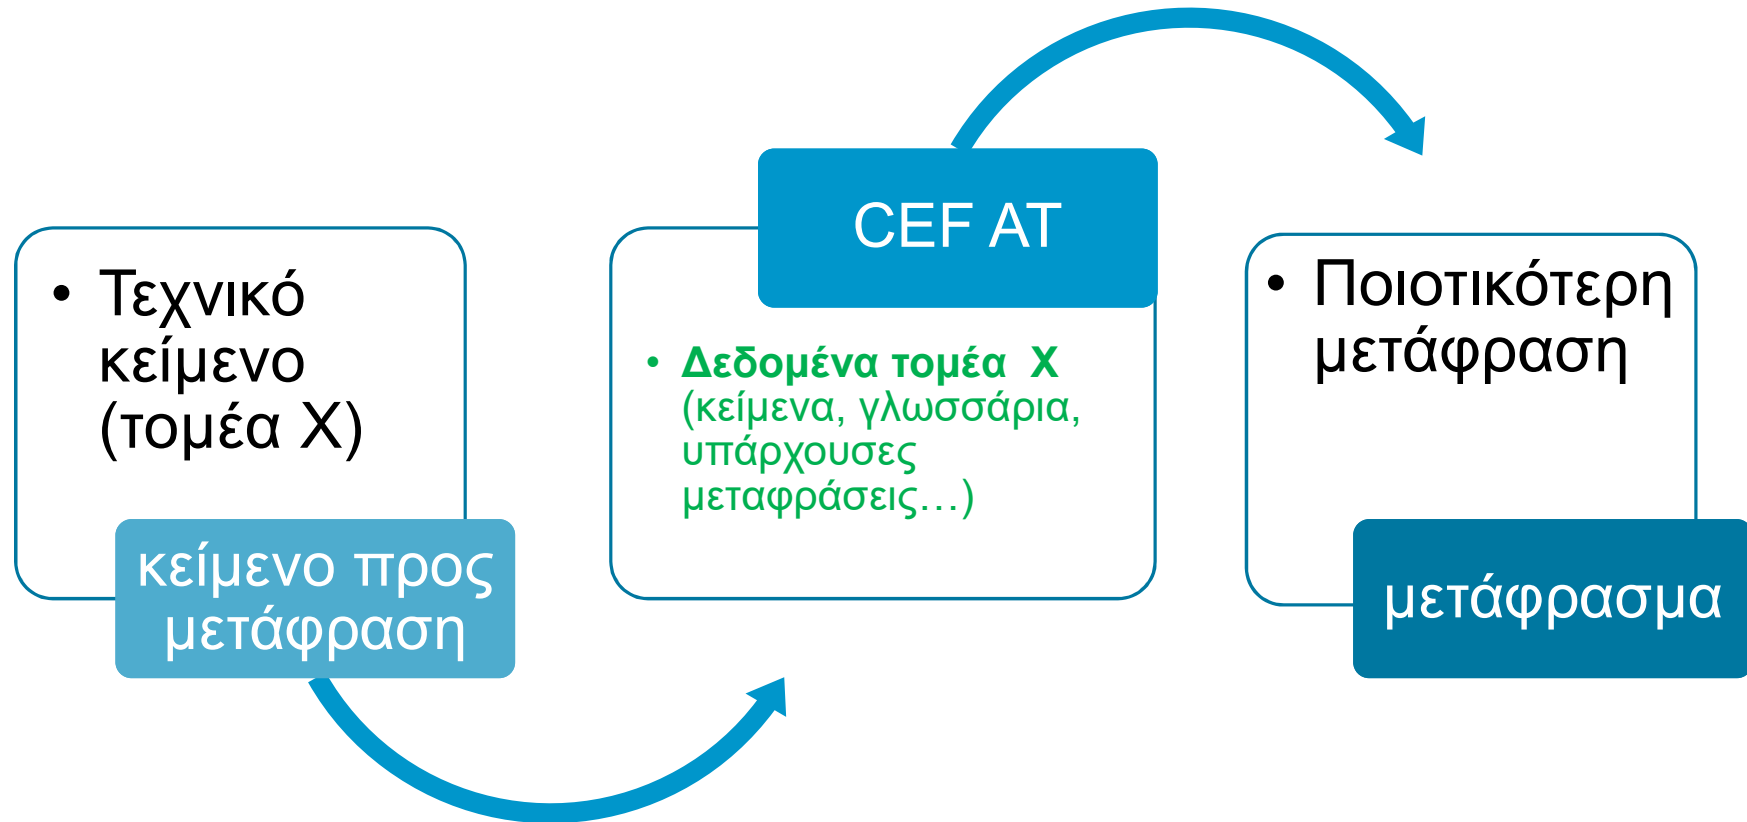 • Τεχνικό
κείμενο
(τομέα Χ)
κείμενο προς
μετάφραση
CEF AT
• Δεδομένα τομέα Χ
(κείμενα, γλωσσάρια,
υπάρχουσες
μεταφράσεις…)
• Ποιοτικότερη
μετάφραση
μετάφρασμα